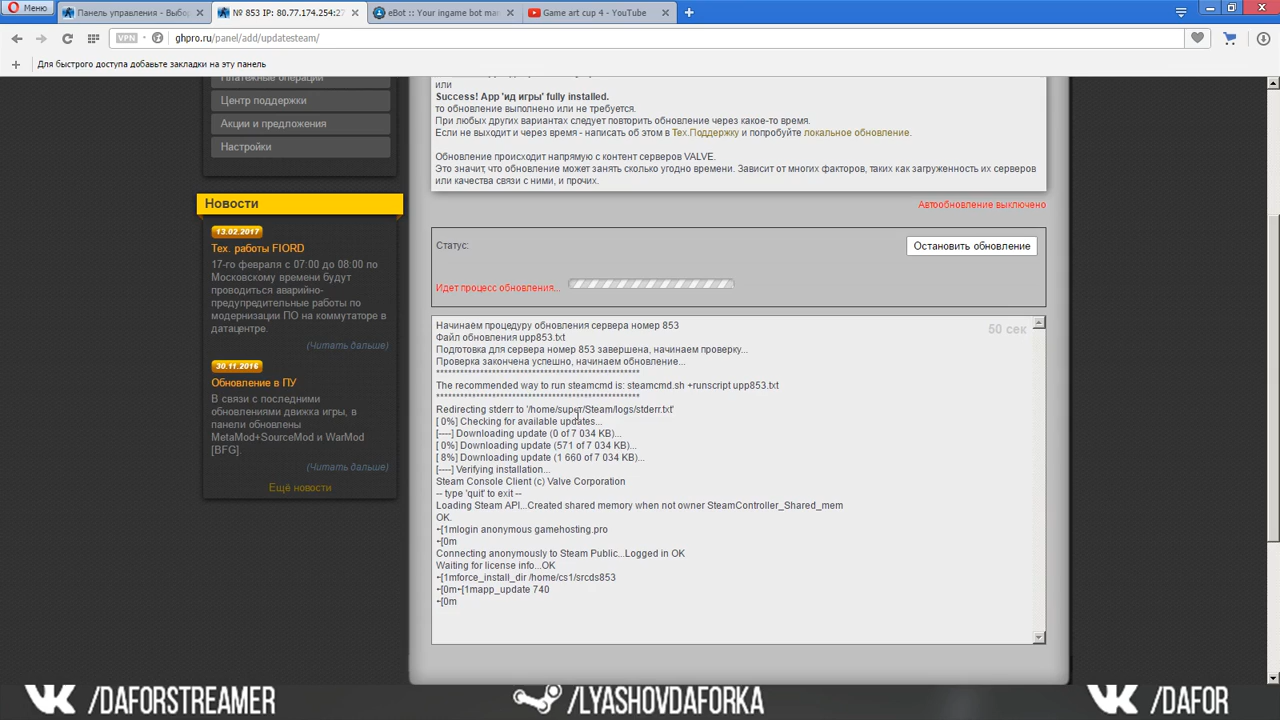 Меню
Панель управления - Выбо
№ 853 IP: 80.77.174.254:27
eBot :: Your ingame bot ma
Game art cup 4 - YouTube
VPN
ghpro.ru/panel/add/updatesteam/
Для быстрого доступа добавьте закладки на эту панель
Платежные операции
Центр поддержки
Акции и предложения
Настройки
Новости
13.02.2017
Тех. работы FIORD
17-го февраля с 07:00 до 08:00 по
Московскому времени будут
проводиться аварийно-
предупредительные работы по
модернизации ПО на коммутаторе в
датацентре.
(Читать дальше)
30.11.2016
Обновление в ПУ
В связи с последними
обновлениями движка игры, в
панели обновлены
MetaMod+SourceMod и WarMod
[BFG].
(Читать дальше)
Ещё новости
или
Success! App 'ид игры' fully installed.
то обновление выполнено или не требуется.
При любых других вариантах следует повторить обновление через какое-то время.
Если не выходит и через время - написать об этом в Тех.Поддержку и попробуйте локальное обновление.
Обновление происходит напрямую с контент серверов VALVE.
Это значит, что обновление может занять сколько угодно времени. Зависит от многих факторов, таких как загруженность их серверов
или качества связи с ними, и прочих.
Автообновление выключено
Статус:
Остановить обновление
Идет процесс обновления...
50 сек
Начинаем процедуру обновления сервера номер 853
Файл обновления upp853.txt
Подготовка для сервера номер 853 завершена, начинаем проверку...
Проверка закончена успешно, начинаем обновление...
***************************************************
The recommended way to run steamcmd is: steamcmd.sh +runscript upp853.txt
***************************************************
Redirecting stderr to '/home/super/Steam/logs/stderr.txt'
[ 0%] Checking for available updates...
[----] Downloading update (0 of 7 034 KB)...
[ 0%] Downloading update (571 of 7 034 KB)...
[ 8%] Downloading update (1 660 of 7 034 KB)...
[----] Verifying installation...
Steam Console Client (c) Valve Corporation
-- type 'quit' to exit --
Loading Steam API...Created shared memory when not owner SteamController_Shared_mem
OK.
←[1mlogin anonymous gamehosting.pro
←[0m
Connecting anonymously to Steam Public...Logged in OK
Waiting for license info...OK
←[1mforce_install_dir /home/cs1/srcds853
←[0m←[1mapp_update 740
←[0m
/DAFORSTREAMER
/LYASHOVDAFORKA
/DAFOR